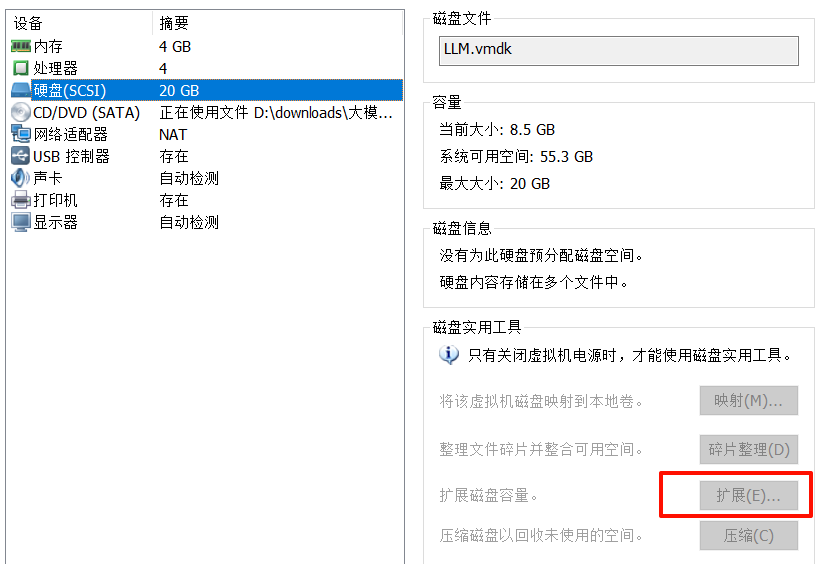 设备 摘要
内存 4 GB
处理器 4
硬盘(SCSI) 20 GB
CD/DVD (SATA) 正在使用文件 D:\downloads\大模...
网络适配器 NAT
USB 控制器 存在
声卡 自动检测
打印机 存在
显示器 自动检测
磁盘文件
LLM.vmdk
容量
当前大小: 8.5 GB
系统可用空间: 55.3 GB
最大大小: 20 GB
磁盘信息
没有为此硬盘预分配磁盘空间。
硬盘内容存储在多个文件中。
磁盘实用工具
只有关闭虚拟机电源时，才能使用磁盘实用工具。
将该虚拟机磁盘映射到本地卷。 映射(M)...
整理文件碎片并整合可用空间。 碎片整理(D)
扩展磁盘容量。 扩展(E)...
压缩磁盘以回收未使用的空间。 压缩(C)